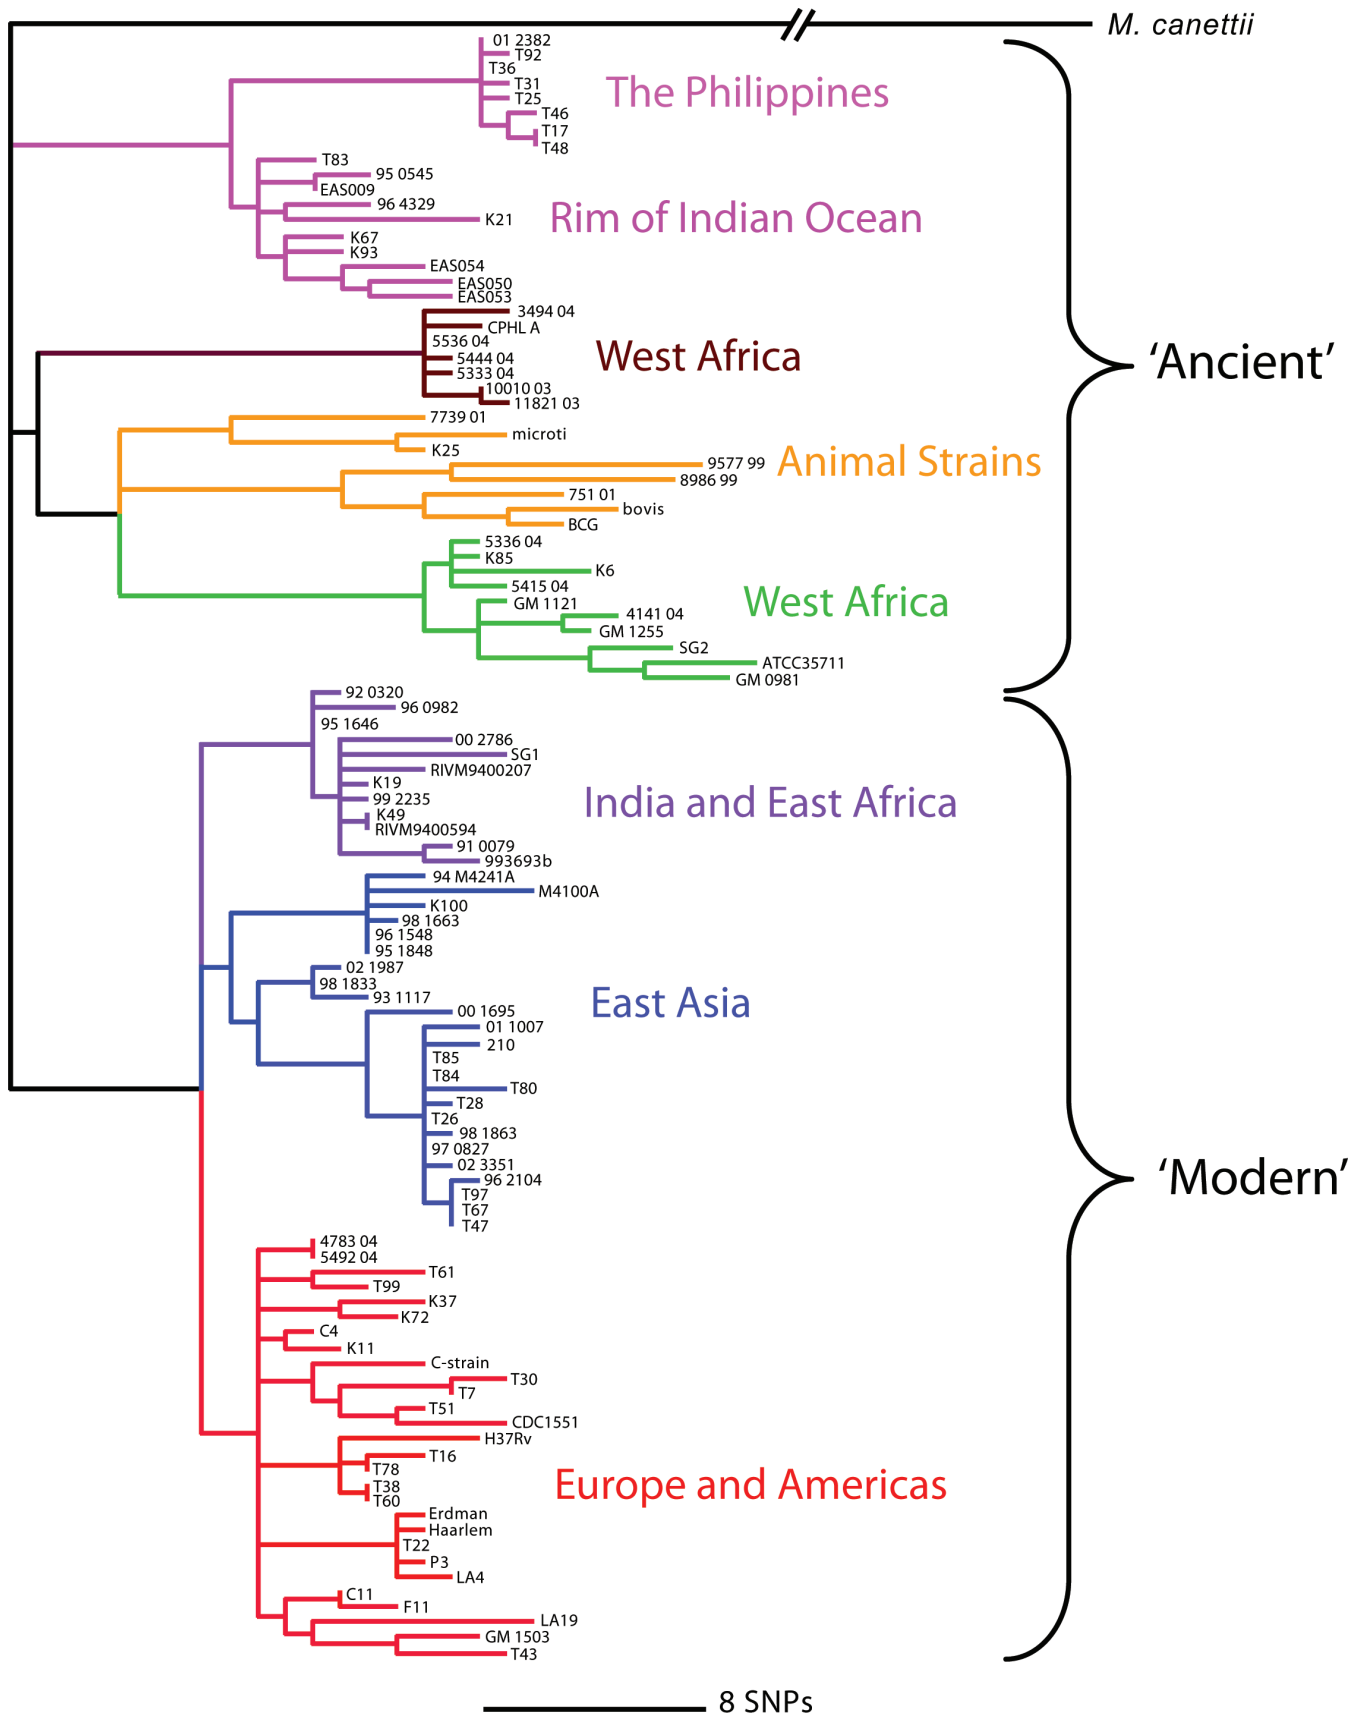 M. canettii
01 2382
T92
T36
T31
T25
T46
T17
T48
The Philippines
T83
95 0545
EAS009
96 4329
K21
K67
K93
EAS054
EAS050
EAS053
Rim of Indian Ocean
3494 04
CPHL A
5536 04
5444 04
5333 04
10010 03
11821 03
West Africa
‘Ancient’
7739 01
microti
K25
9577 99
8986 99
751 01
bovis
BCG
Animal Strains
5336 04
K85
K6
5415 04
GM 1121
4141 04
GM 1255
SG2
ATCC35711
GM 0981
West Africa
92 0320
96 0982
95 1646
00 2786
SG1
RIVM9400207
K19
99 2235
K49
RIVM9400594
91 0079
993693b
India and East Africa
94 M4241A
M4100A
K100
98 1663
96 1548
95 1848
02 1987
98 1833
93 1117
00 1695
01 1007
210
T85
T84
T80
T28
T26
98 1863
97 0827
02 3351
96 2104
T97
T67
T47
East Asia
‘Modern’
4783 04
5492 04
T61
T99
K37
K72
C4
K11
C-strain
T30
T7
T51
CDC1551
H37Rv
T16
T78
T38
T60
Erdman
Haarlem
T22
P3
LA4
C11
F11
LA19
GM 1503
T43
Europe and Americas
8 SNPs